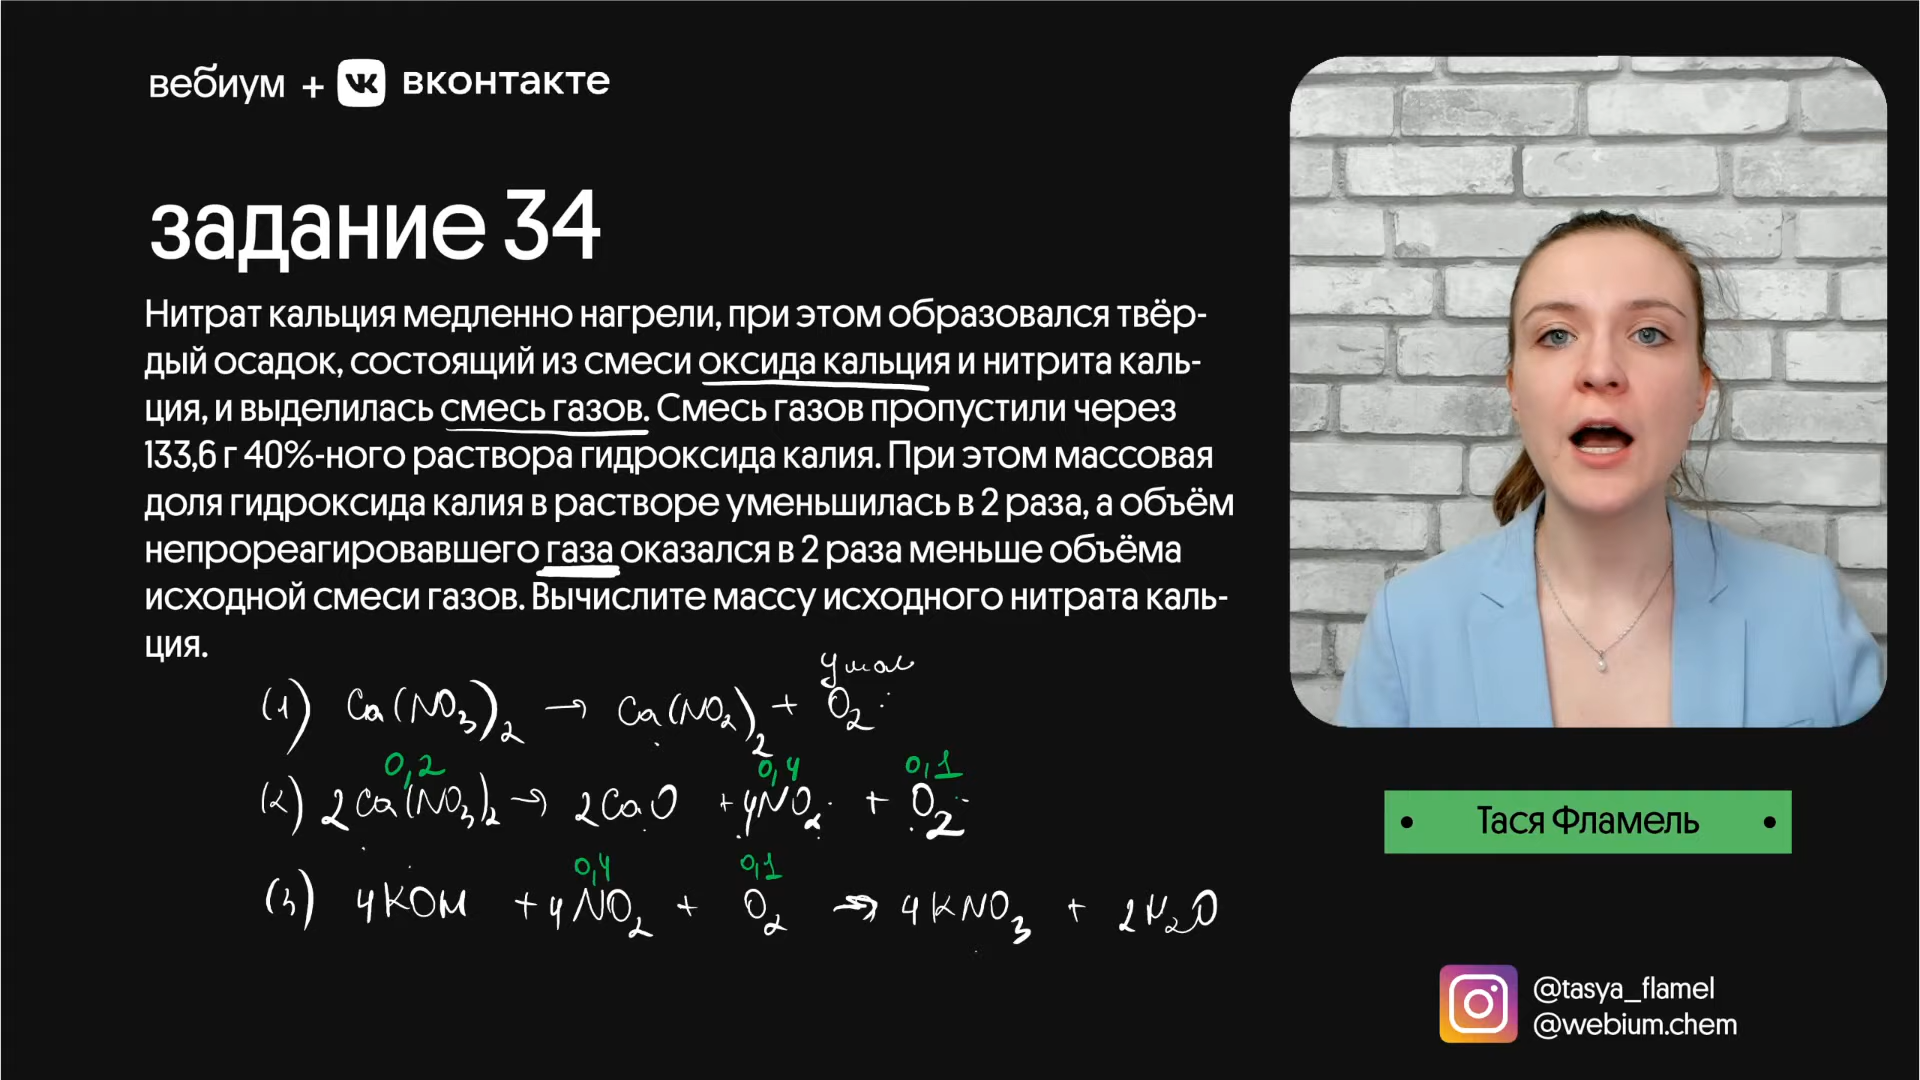 вебиум + вконтакте
задание 34
Нитрат кальция медленно нагрели, при этом образовался твёр-
дый осадок, состоящий из смеси оксида кальция и нитрита каль-
ция, и выделилась смесь газов. Смесь газов пропустили через
133,6 г 40%-ного раствора гидроксида калия. При этом массовая
доля гидроксида калия в растворе уменьшилась в 2 раза, а объём
непрореагировавшего газа оказался в 2 раза меньше объёма
исходной смеси газов. Вычислите массу исходного нитрата каль-
ция.
y моль
(1) Ca(NO3)2 → Ca(NO2)2 + O2
0,2 0,4 0,1
(2) 2Ca(NO3)2 → 2CaO + 4NO2 + O2
0,4 0,1
(3) 4KOH + 4NO2 + O2 → 4KNO3 + 2H2O
• Тася Фламель •
@tasya_flamel
@webium.chem